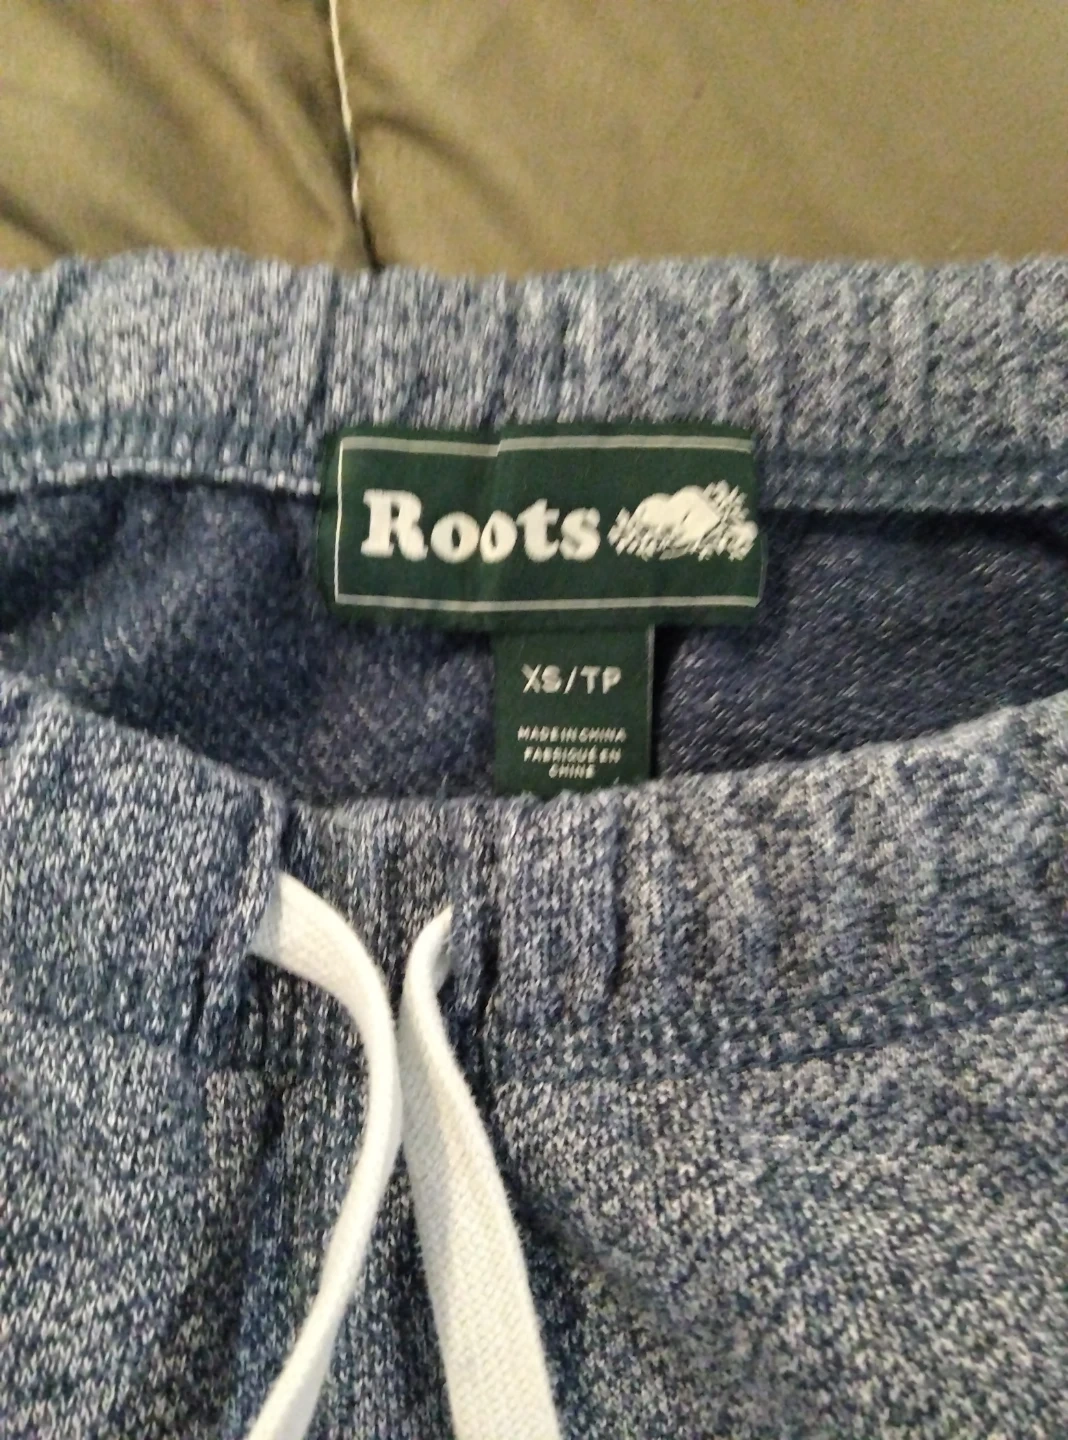 Roots
XS/TP
MADE IN CHINA
FABRIQUÉ EN
CHINE